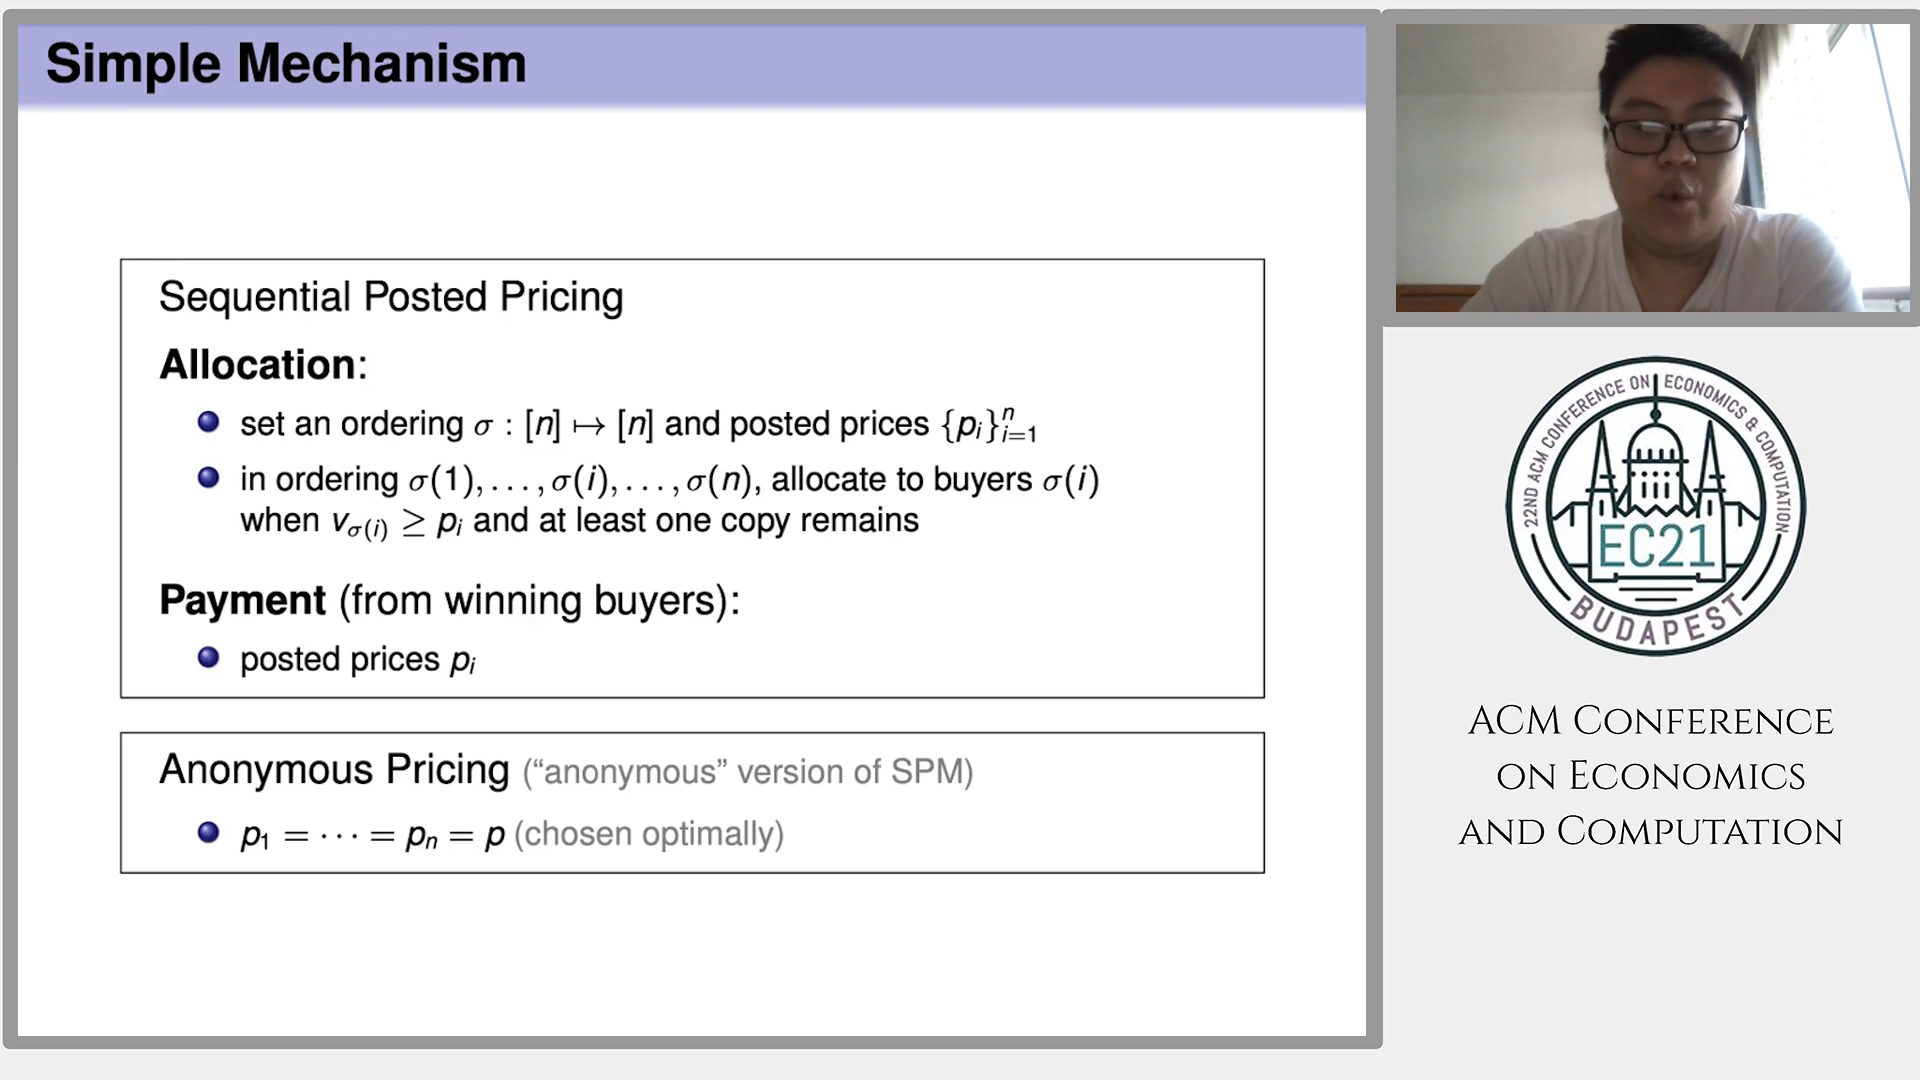 Simple Mechanism
Sequential Posted Pricing
Allocation:
set an ordering σ : [n] ↦ [n] and posted prices {pᵢ}ⁿᵢ₌₁
in ordering σ(1), . . . , σ(i), . . . , σ(n), allocate to buyers σ(i)
when v_σ(i) ≥ pᵢ and at least one copy remains
Payment (from winning buyers):
posted prices pᵢ
Anonymous Pricing (“anonymous” version of SPM)
p₁ = · · · = pₙ = p (chosen optimally)
22ND ACM CONFERENCE ON ECONOMICS & COMPUTATION
EC21
BUDAPEST
ACM Conference
on Economics
and Computation